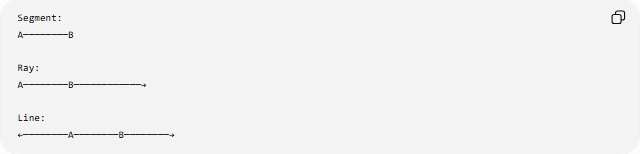 Segment:
A────────B
Ray:
A────────B────────────→
Line:
←────────A────────B────────→